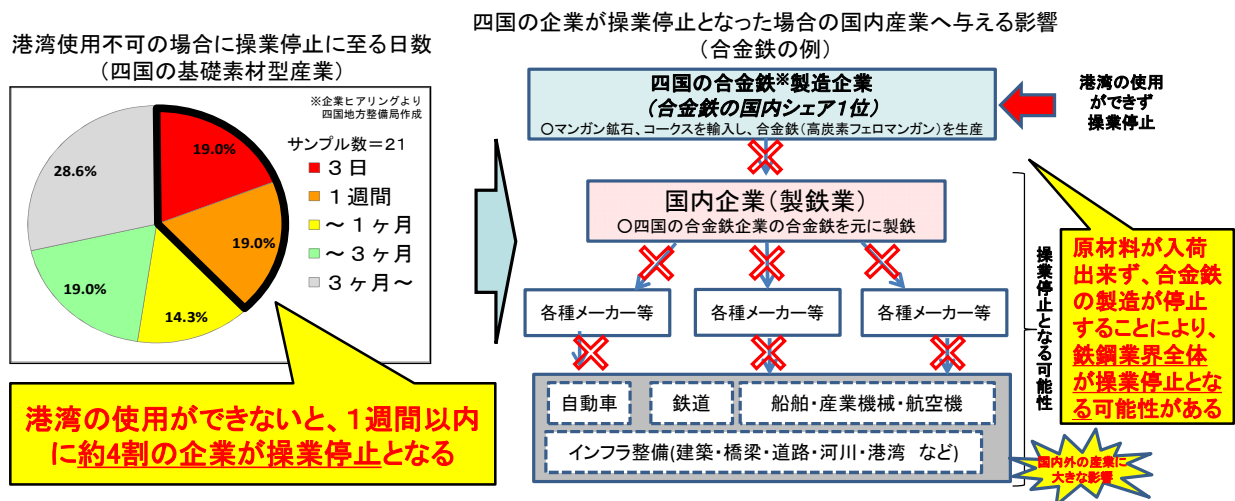 港湾使用不可の場合に操業停止に至る日数
（四国の基礎素材型産業）
※企業ヒアリングより
四国地方整備局作成
サンプル数＝21
3日
1週間
～1ヶ月
～3ヶ月
3ヶ月～
19.0%
19.0%
14.3%
19.0%
28.6%
港湾の使用ができないと、1週間以内
に約4割の企業が操業停止となる
四国の企業が操業停止となった場合の国内産業へ与える影響
（合金鉄の例）
四国の合金鉄※製造企業
（合金鉄の国内シェア1位）
○マンガン鉱石、コークスを輸入し、合金鉄（高炭素フェロマンガン）を生産
港湾の使用
ができず
操業停止
国内企業（製鉄業）
○四国の合金鉄企業の合金鉄を元に製鉄
各種メーカー等
各種メーカー等
各種メーカー等
自動車
鉄道
船舶・産業機械・航空機
インフラ整備(建築・橋梁・道路・河川・港湾　など)
操業停止となる可能性
原材料が入荷
出来ず、合金鉄
の製造が停止
することにより、
鉄鋼業界全体
が操業停止とな
る可能性がある
国内外の産業に
大きな影響